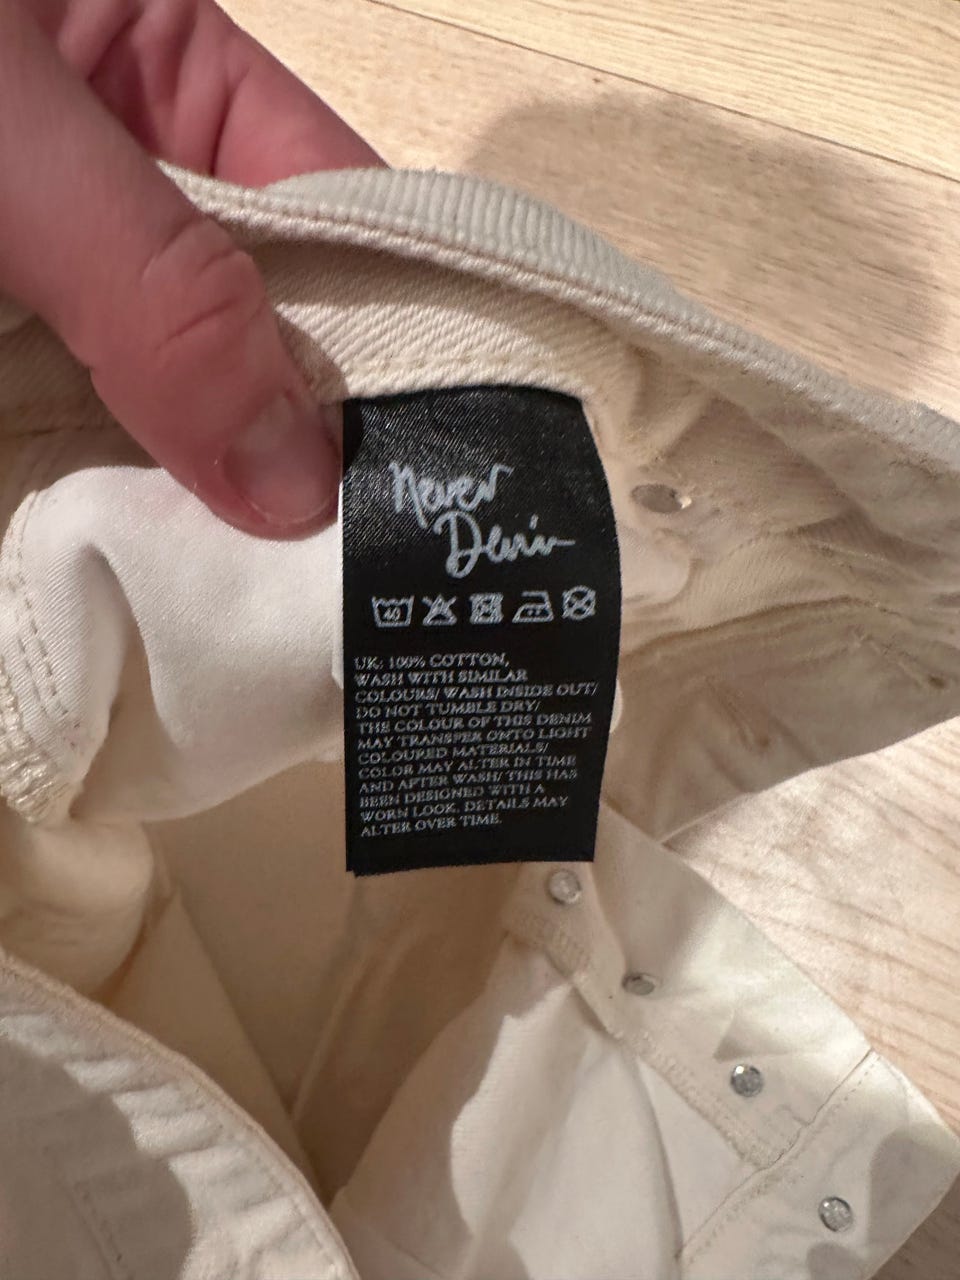 Never
Denim
40
UK: 100% COTTON,
WASH WITH SIMILAR
COLOURS/ WASH INSIDE OUT/
DO NOT TUMBLE DRY/
THE COLOUR OF THIS DENIM
MAY TRANSFER ONTO LIGHT
COLOURED MATERIALS/
COLOR MAY ALTER IN TIME
AND AFTER WASH/ THIS HAS
BEEN DESIGNED WITH A
WORN LOOK, DETAILS MAY
ALTER OVER TIME.